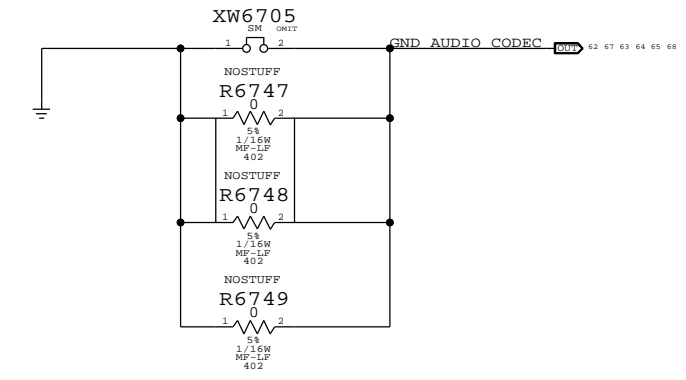 XW6705
SM OMIT
1 2
GND AUDIO CODEC OUT 62 67 63 64 65 68
NOSTUFF
R6747
0
1 2
5%
1/16W
MF-LF
402
NOSTUFF
R6748
0
1 2
5%
1/16W
MF-LF
402
NOSTUFF
R6749
0
1 2
5%
1/16W
MF-LF
402